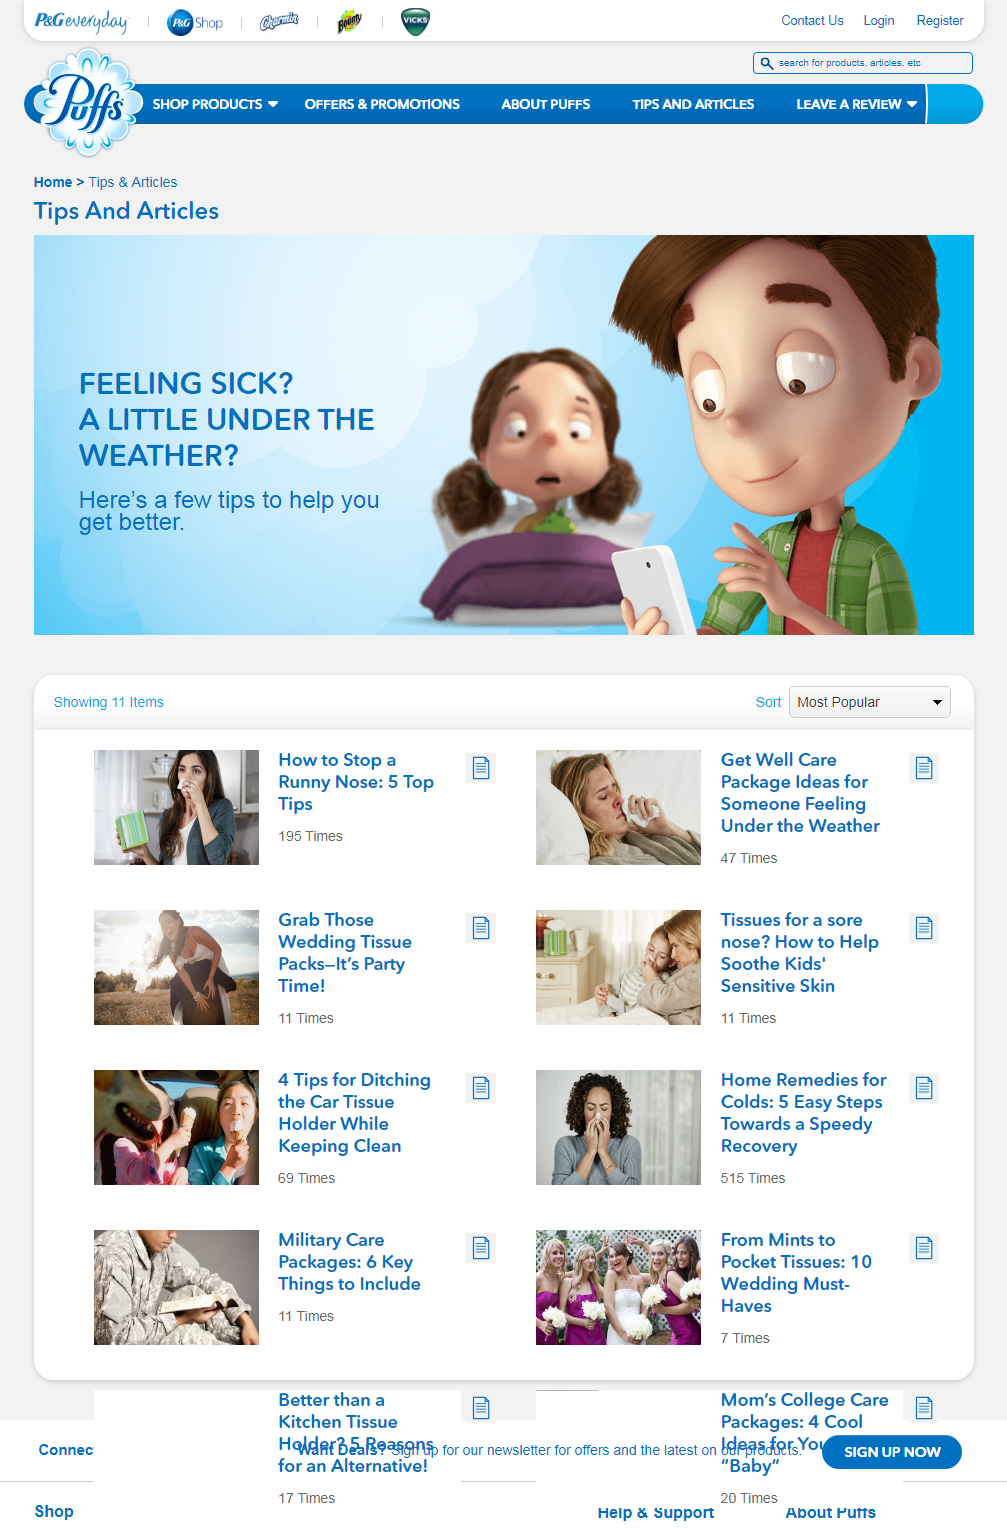 P&G everyday
P&G Shop
Charmin
Bounty
VICKS
Contact Us
Login
Register
search for products, articles, etc
Puffs
SHOP PRODUCTS
OFFERS & PROMOTIONS
ABOUT PUFFS
TIPS AND ARTICLES
LEAVE A REVIEW
Home > Tips & Articles
Tips And Articles
FEELING SICK?
A LITTLE UNDER THE
WEATHER?
Here's a few tips to help you
get better.
Showing 11 Items
Sort
Most Popular
How to Stop a
Runny Nose: 5 Top
Tips
195 Times
Get Well Care
Package Ideas for
Someone Feeling
Under the Weather
47 Times
Grab Those
Wedding Tissue
Packs—It's Party
Time!
11 Times
Tissues for a sore
nose? How to Help
Soothe Kids'
Sensitive Skin
11 Times
4 Tips for Ditching
the Car Tissue
Holder While
Keeping Clean
69 Times
Home Remedies for
Colds: 5 Easy Steps
Towards a Speedy
Recovery
515 Times
Military Care
Packages: 6 Key
Things to Include
11 Times
From Mints to
Pocket Tissues: 10
Wedding Must-
Haves
7 Times
Better than a
Kitchen Tissue
Holder? 5 Reasons
for an Alternative!
17 Times
Mom's College Care
Packages: 4 Cool
Ideas for You
"Baby"
20 Times
Connec
Want Deals? Sign up for our newsletter for offers and the latest on our products.
SIGN UP NOW
Shop
Help & Support
About Puffs